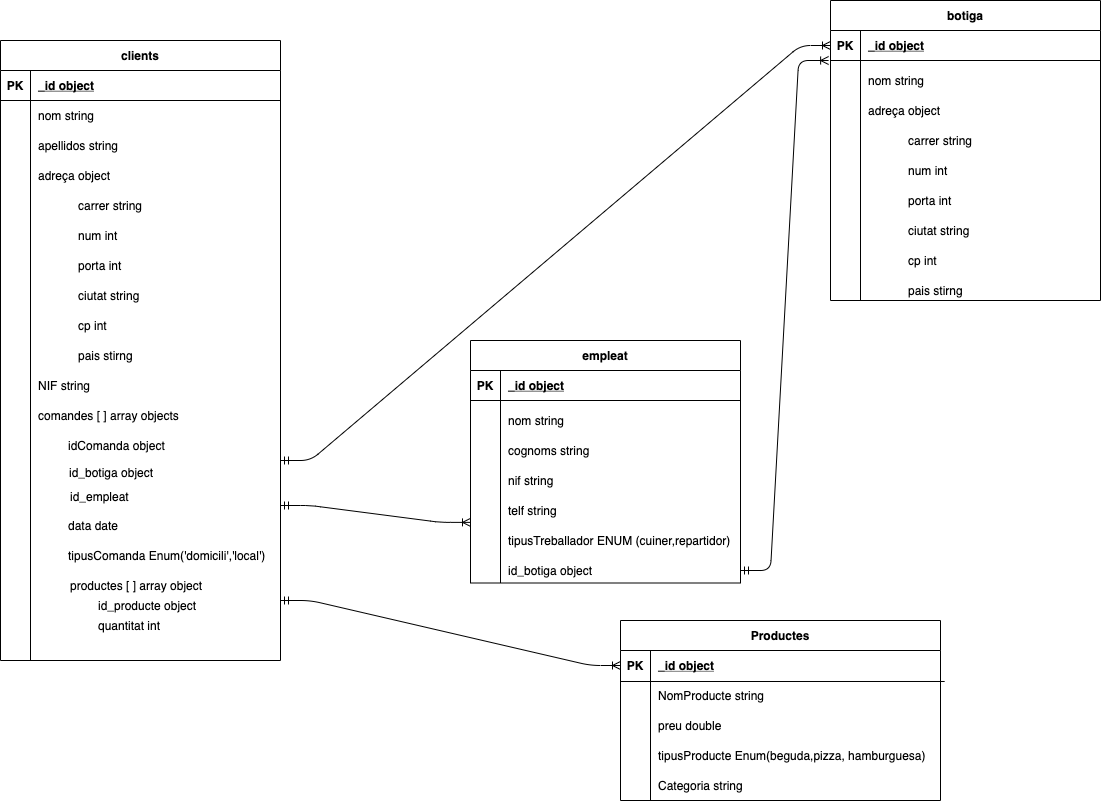 clients
PK _id object
nom string
apellidos string
adreça object
carrer string
num int
porta int
ciutat string
cp int
pais stirng
NIF string
comandes [ ] array objects
idComanda object
id_botiga object
id_empleat
data date
tipusComanda Enum('domicili','local')
productes [ ] array object
id_producte object
quantitat int
botiga
PK _id object
nom string
adreça object
carrer string
num int
porta int
ciutat string
cp int
pais stirng
empleat
PK _id object
nom string
cognoms string
nif string
telf string
tipusTreballador ENUM (cuiner,repartidor)
id_botiga object
Productes
PK _id object
NomProducte string
preu double
tipusProducte Enum(beguda,pizza, hamburguesa)
Categoria string